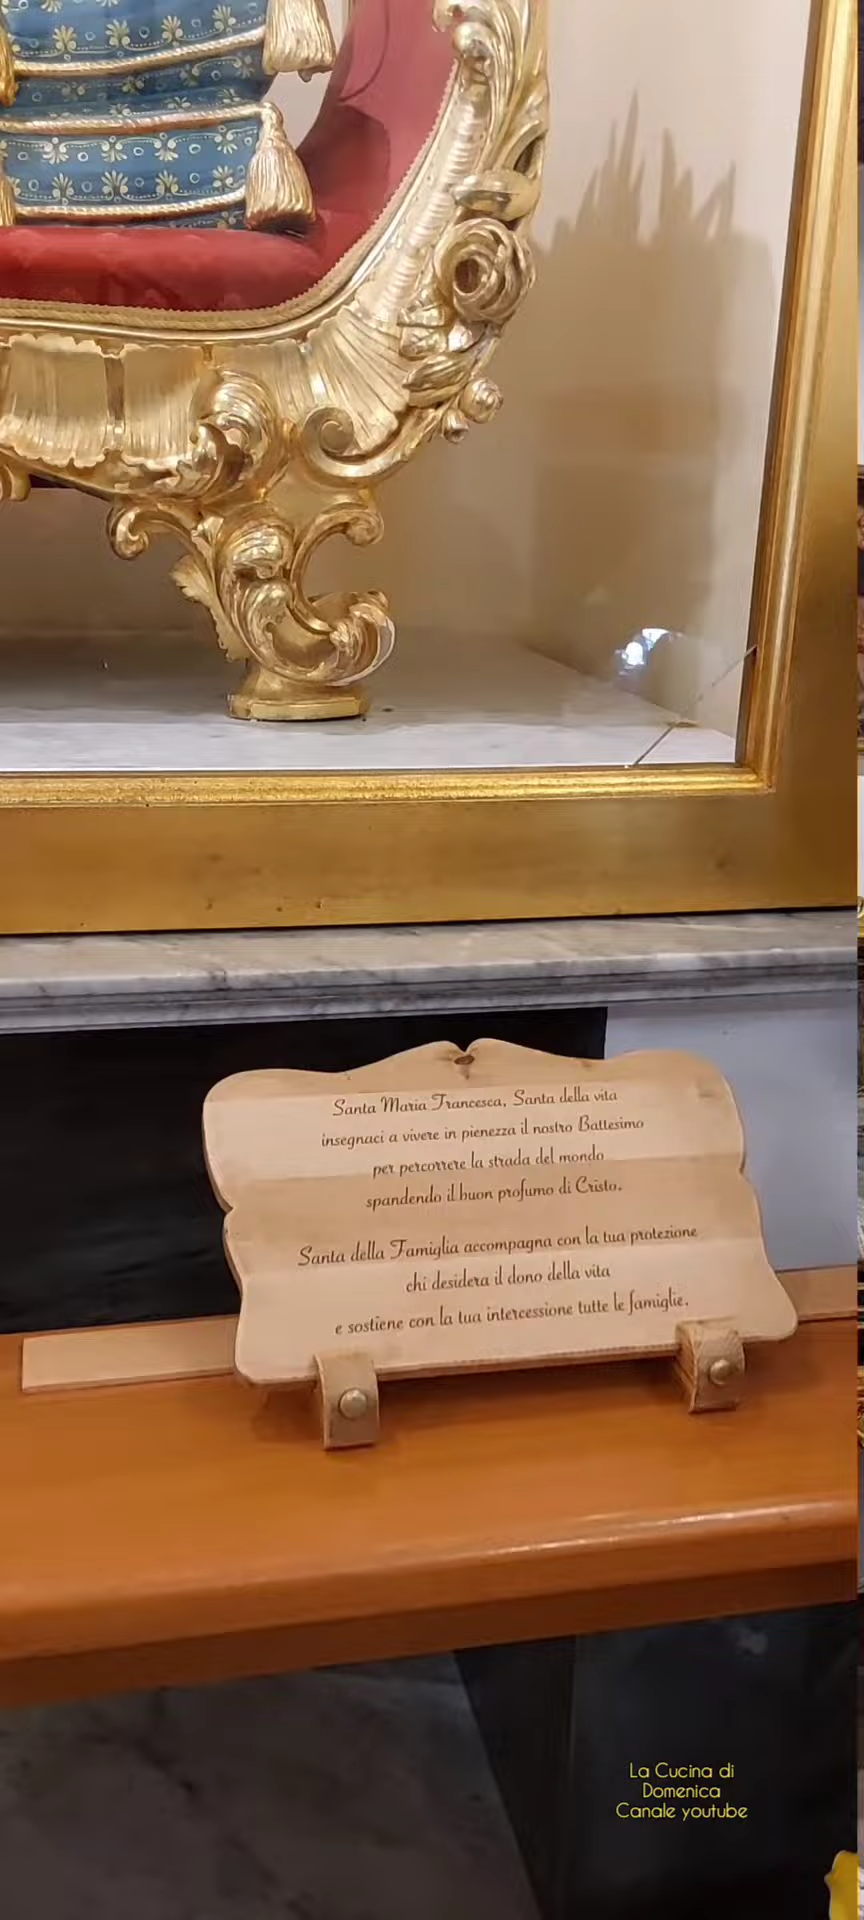 Santa Maria Francesca, Santa della vita
insegnaci a vivere in pienezza il nostro Battesimo
per percorrere la strada del mondo
spandendo il buon profumo di Cristo.
Santa della Famiglia accompagna con la tua protezione
chi desidera il dono della vita
e sostiene con la tua intercessione tutte le famiglie.
La Cucina di
Domenica
Canale youtube